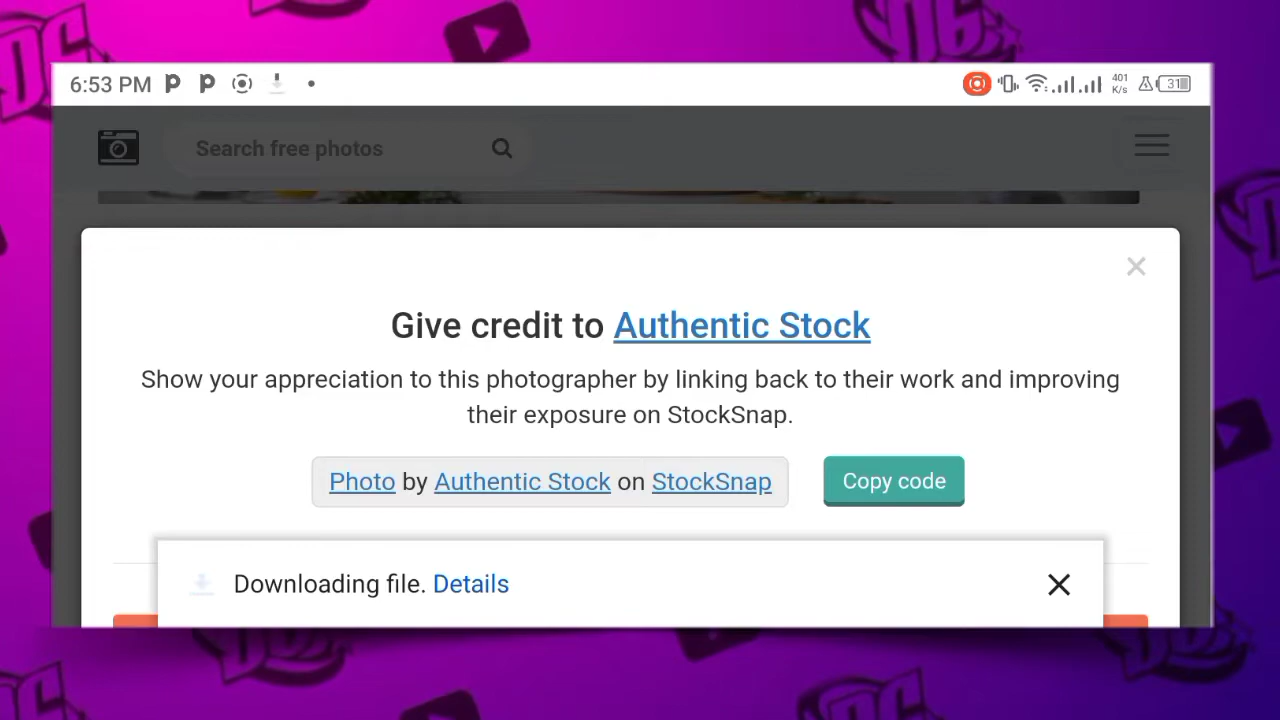 6:53 PM
401
K/s
31
Search free photos
Give credit to Authentic Stock
Show your appreciation to this photographer by linking back to their work and improving
their exposure on StockSnap.
Photo by Authentic Stock on StockSnap
Copy code
Downloading file. Details